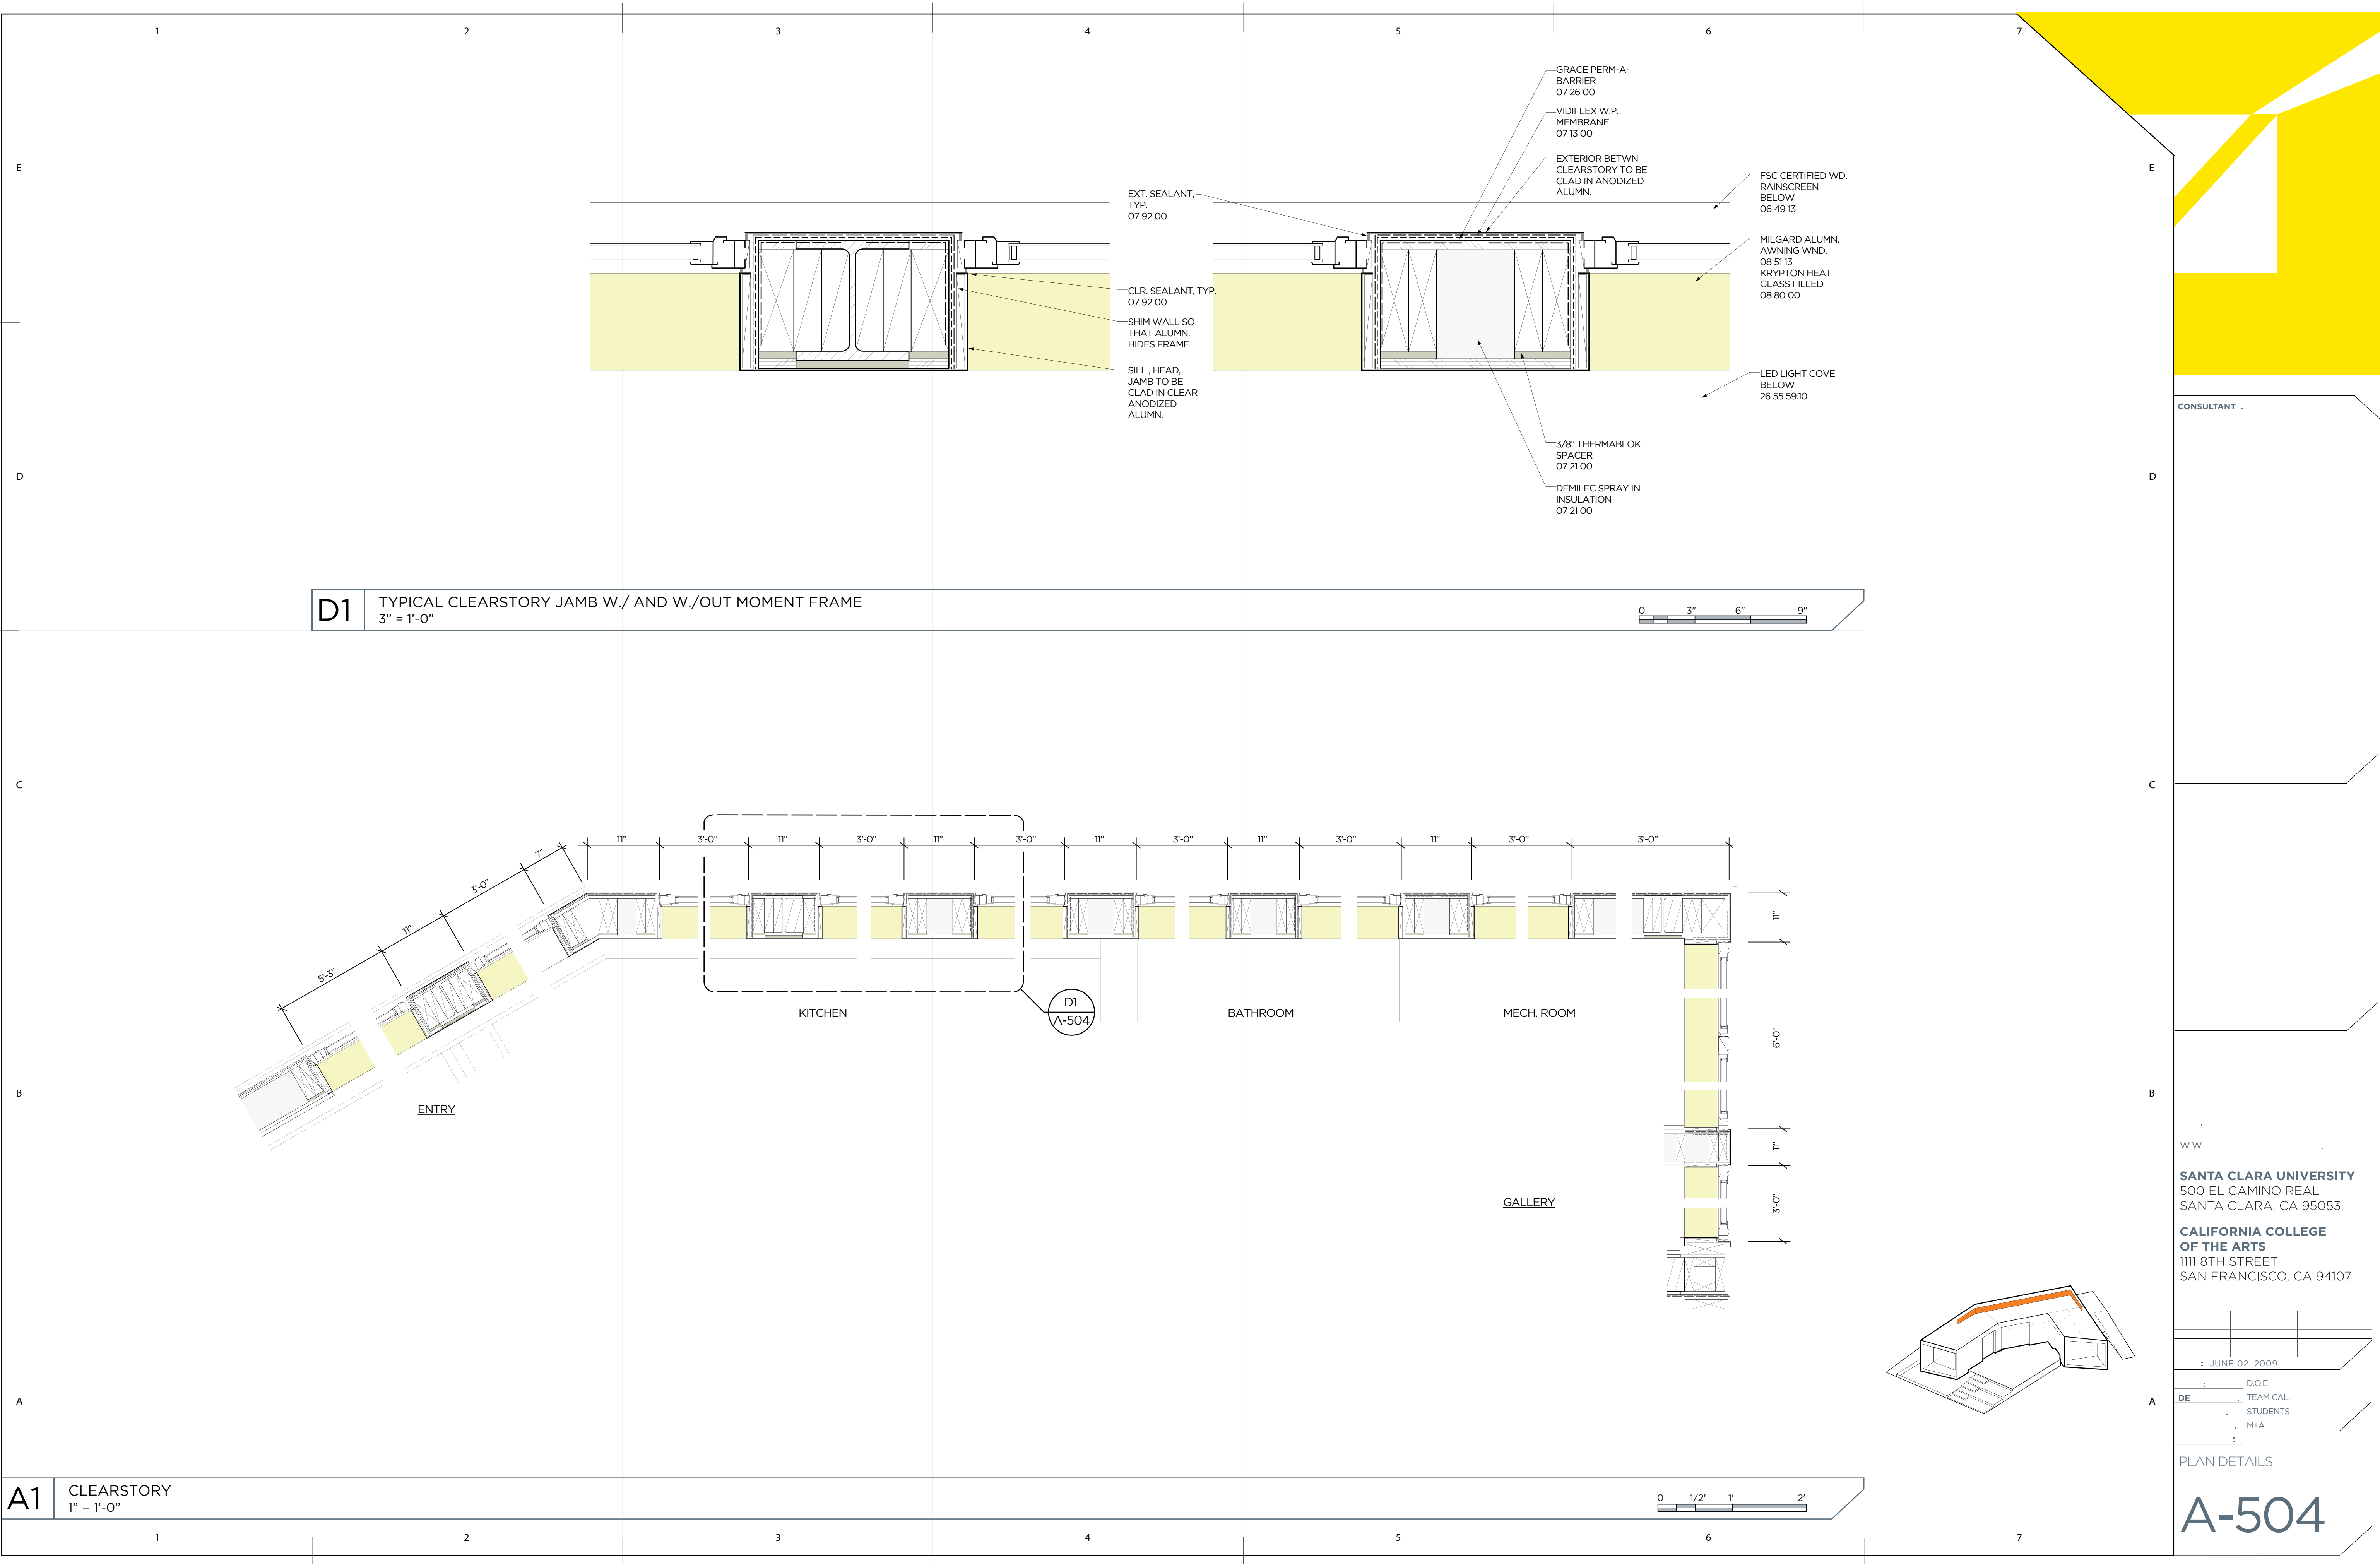 1 2 3 4 5 6 7
E
D
C
B
A
E
D
C
B
A
GRACE PERM-A-
BARRIER
07 26 00
VIDIFLEX W.P.
MEMBRANE
07 13 00
EXTERIOR BETWN
CLEARSTORY TO BE
CLAD IN ANODIZED
ALUMN.
EXT. SEALANT,
TYP.
07 92 00
FSC CERTIFIED WD.
RAINSCREEN
BELOW
06 49 13
MILGARD ALUMN.
AWNING WND.
08 51 13
KRYPTON HEAT
GLASS FILLED
08 80 00
CLR. SEALANT, TYP.
07 92 00
SHIM WALL SO
THAT ALUMN.
HIDES FRAME
SILL , HEAD,
JAMB TO BE
CLAD IN CLEAR
ANODIZED
ALUMN.
LED LIGHT COVE
BELOW
26 55 59.10
3/8" THERMABLOK
SPACER
07 21 00
DEMILEC SPRAY IN
INSULATION
07 21 00
D1
TYPICAL CLEARSTORY JAMB W./ AND W./OUT MOMENT FRAME
3” = 1’-0”
0 3” 6” 9”
5'-3"
11"
3'-0"
7"
11" 3'-0" 11" 3'-0" 11" 3'-0" 11" 3'-0" 11" 3'-0" 11" 3'-0" 3'-0"
11"
6'-0"
11"
3'-0"
D1
A-504
ENTRY
KITCHEN
BATHROOM
MECH. ROOM
GALLERY
A1
CLEARSTORY
1” = 1’-0”
0 1/2' 1' 2'
1 2 3 4 5 6 7
CONSULTANT .
.
W W .
SANTA CLARA UNIVERSITY
500 EL CAMINO REAL
SANTA CLARA, CA 95053
CALIFORNIA COLLEGE
OF THE ARTS
1111 8TH STREET
SAN FRANCISCO, CA 94107
: JUNE 02, 2009
: D.O.E
DE . TEAM CAL.
. STUDENTS
. M+A
:
PLAN DETAILS
A-504